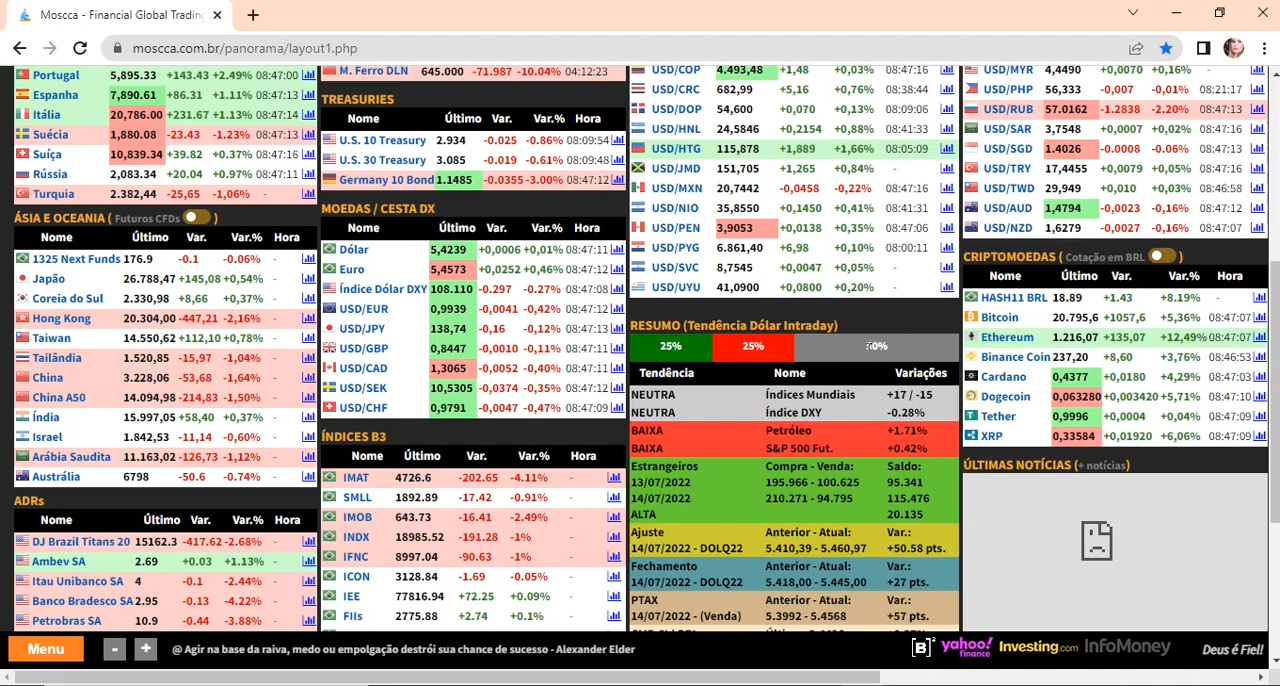 Moscca - Financial Global Trading
moscca.com.br/panorama/layout1.php
Portugal 5,895.33 +143.43 +2.49% 08:47:00
Espanha 7,890.61 +86.31 +1.11% 08:47:13
Itália 20,786.00 +231.67 +1.13% 08:47:14
Suécia 1,880.08 -23.43 -1.23% 08:47:13
Suíça 10,839.34 +39.82 +0.37% 08:47:16
Rússia 2,083.34 +20.04 +0.97% 08:47:11
Turquia 2.382,44 -25,65 -1,06% -
ÁSIA E OCEANIA ( Futuros CFDs )
Nome Último Var. Var.% Hora
1325 Next Funds 176.9 -0.1 -0.06% -
Japão 26.788,47 +145,08 +0,54% -
Coreia do Sul 2.330,98 +8,66 +0,37% -
Hong Kong 20.304,00 -447,21 -2,16% -
Taiwan 14.550,62 +112,10 +0,78% -
Tailândia 1.520,85 -15,97 -1,04% -
China 3.228,06 -53,68 -1,64% -
China A50 14.094,98 -214,83 -1,50% -
Índia 15.997,05 +58,40 +0,37% -
Israel 1.842,53 -11,14 -0,60% -
Arábia Saudita 11.163,02 -126,73 -1,12% -
Austrália 6798 -50.6 -0.74% -
ADRs
Nome Último Var. Var.% Hora
DJ Brazil Titans 20 15162.3 -417.62 -2.68% -
Ambev SA 2.69 +0.03 +1.13% -
Itau Unibanco SA 4 -0.1 -2.44% -
Banco Bradesco SA 2.95 -0.13 -4.22% -
Petrobras SA 10.9 -0.44 -3.88% -
M. Ferro DLN 645.000 -71.987 -10.04% 04:12:23
TREASURIES
Nome Último Var. Var.% Hora
U.S. 10 Treasury 2.934 -0.025 -0.86% 08:09:54
U.S. 30 Treasury 3.085 -0.019 -0.61% 08:09:48
Germany 10 Bond 1.1485 -0.0355 -3.00% 08:47:12
MOEDAS / CESTA DX
Nome Último Var. Var.% Hora
Dólar 5,4239 +0,0006 +0,01% 08:47:11
Euro 5,4573 +0,0252 +0,46% 08:47:12
Índice Dólar DXY 108.110 -0.297 -0.27% 08:47:08
USD/EUR 0,9939 -0,0041 -0,42% 08:47:12
USD/JPY 138,74 -0,16 -0,12% 08:47:13
USD/GBP 0,8447 -0,0010 -0,11% 08:47:11
USD/CAD 1,3065 -0,0052 -0,40% 08:47:11
USD/SEK 10,5305 -0,0374 -0,35% 08:47:12
USD/CHF 0,9791 -0,0047 -0,47% 08:47:09
ÍNDICES B3
Nome Último Var. Var.% Hora
IMAT 4726.6 -202.65 -4.11% -
SMLL 1892.89 -17.42 -0.91% -
IMOB 643.73 -16.41 -2.49% -
INDX 18985.52 -191.28 -1% -
IFNC 8997.04 -90.63 -1% -
ICON 3128.84 -1.69 -0.05% -
IEE 77816.94 +72.25 +0.09% -
FIIs 2775.88 +2.74 +0.1% -
USD/COP 4.493,48 +1,48 +0,03% 08:47:16
USD/CRC 682,99 +5,16 +0,76% 08:38:44
USD/DOP 54,600 +0,070 +0,13% 08:09:06
USD/HNL 24,5846 +0,2154 +0,88% 08:41:33
USD/HTG 115,878 +1,889 +1,66% 08:05:09
USD/JMD 151,705 +1,265 +0,84% -
USD/MXN 20,7442 -0,0458 -0,22% 08:47:16
USD/NIO 35,8550 +0,1450 +0,41% 08:41:31
USD/PEN 3,9053 +0,0138 +0,35% 08:47:06
USD/PYG 6.861,40 +6,98 +0,10% 08:00:11
USD/SVC 8,7545 +0,0047 +0,05% -
USD/UYU 41,0900 +0,0800 +0,20% -
RESUMO (Tendência Dólar Intraday)
25% 25% 50%
Tendência Nome Variações
NEUTRA Índices Mundiais +17 / -15
NEUTRA Índice DXY -0.28%
BAIXA Petróleo +1.71%
BAIXA S&P 500 Fut. +0.42%
Estrangeiros Compra - Venda: Saldo:
13/07/2022 195.966 - 100.625 95.341
14/07/2022 210.271 - 94.795 115.476
ALTA 20.135
Ajuste Anterior - Atual: Var.:
14/07/2022 - DOLQ22 5.410,39 - 5.460,97 +50.58 pts.
Fechamento Anterior - Atual: Var.:
14/07/2022 - DOLQ22 5.418,00 - 5.445,00 +27 pts.
PTAX Anterior - Atual: Var.:
14/07/2022 - (Venda) 5.3992 - 5.4568 +57 pts.
USD/MYR 4,4490 +0,0070 +0,16% -
USD/PHP 56,333 -0,007 -0,01% 08:21:17
USD/RUB 57.0162 -1.2838 -2.20% 08:47:13
USD/SAR 3,7548 +0,0007 +0,02% 08:47:16
USD/SGD 1.4026 -0.0008 -0.06% 08:47:13
USD/TRY 17,4455 +0,0079 +0,05% 08:47:16
USD/TWD 29,949 +0,010 +0,03% 08:46:58
USD/AUD 1,4794 -0,0023 -0,16% 08:47:12
USD/NZD 1,6279 -0,0027 -0,16% 08:47:07
CRIPTOMOEDAS ( Cotação em BRL )
Nome Último Var. Var.% Hora
HASH11 BRL 18.89 +1.43 +8.19% -
Bitcoin 20.795,6 +1057,6 +5,36% 08:47:07
Ethereum 1.216,07 +135,07 +12,49% 08:47:07
Binance Coin 237,20 +8,60 +3,76% 08:46:53
Cardano 0,4377 +0,0180 +4,29% 08:47:03
Dogecoin 0,063280 +0,003420 +5,71% 08:47:10
Tether 0,9996 +0,0004 +0,04% 08:47:09
XRP 0,33584 +0,01920 +6,06% 08:47:09
ÚLTIMAS NOTÍCIAS (+ notícias)
Menu - + @ Agir na base da raiva, medo ou empolgação destrói sua chance de sucesso - Alexander Elder [B]³ yahoo! finance Investing.com InfoMoney Deus é Fiel!